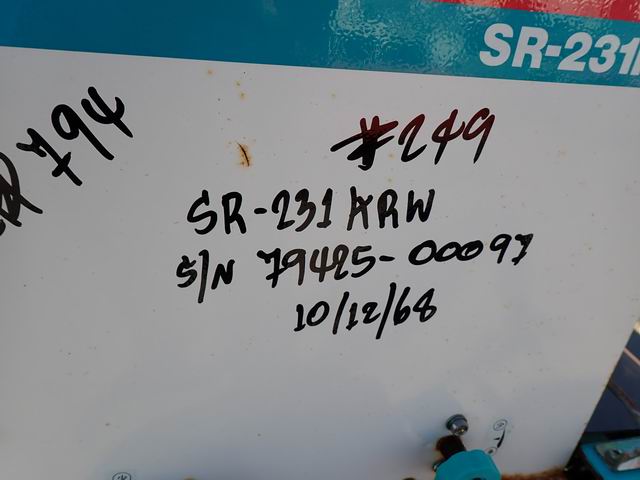 SR-231
794
#249
SR-231 ARW
S/N 79425-00097
10/12/68